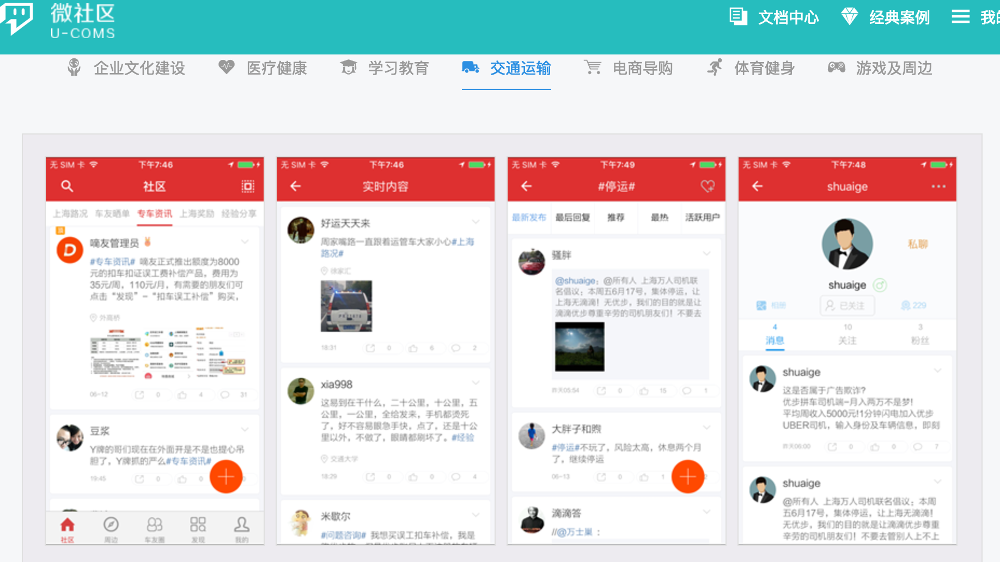 微社区
U-COMS
文档中心
经典案例
我的
企业文化建设
医疗健康
学习教育
交通运输
电商导购
体育健身
游戏及周边
无 SIM 卡
下午7:46
社区
上海路况
车友晒单
专车资讯
上海奖励
经验分享
顶
嘀友管理员
#专车资讯# 嘀友正式推出额度为8000
元的扣车扣证误工费补偿产品，费用为
35元/周，110元/月，有需要的朋友们可
点击“发现”-“扣车误工补偿”购买，
外高桥
06-12
0
4
31
豆浆
Y牌的哥们现在在外面开是不是也提心吊
胆了，Y牌抓的严么#专车资讯#
19:45
0
0
社区
周边
车友圈
发现
我的
无 SIM 卡
下午7:46
实时内容
好运天天来
周家嘴路一直跟着运管车大家小心#上海
路况#
徐家汇
18:31
0
6
2
xia998
这易到在干什么，二十公里，十公里，五
公里，一公里，全给发来，手机都烫死
了，好不容易眼急手快，点了，还是十公
里以外，不做了，眼睛都刷坏了。#经验
交通大学
18:29
0
0
4
米歇尔
#问题咨询# 我想买误工扣车补偿，我是
无 SIM 卡
下午7:49
#停运#
最新发布
最后回复
推荐
最热
活跃用户
骚胖
@shuaige：@所有人 上海万人司机联
名倡议：本周五6月17号，集体停运，让
上海无滴滴！无优步，我们的目的就是让
滴滴优步尊重辛劳的司机朋友们！不要去
昨天05:54
0
15
1
大胖子和煦
#停运#不玩了，风险太高，休息两个月
了，继续停运
06-13
0
1
2
滴滴答
//@万士巢 ：
无 SIM 卡
下午7:48
shuaige
私聊
shuaige
相册
已关注
229
4
消息
10
关注
3
粉丝
shuaige
这是否属于广告欺诈?
优步拼车司机端-月入两万不是梦!
平均周收入5000元!1分钟闪电加入优步
UBER司机，输入身份及车辆信息，即刻
昨天06:00
0
0
7
shuaige
@所有人 上海万人司机联名倡议：本周
五6月17号，集体停运，让上海无滴滴！
无优步，我们的目的就是让滴滴优步尊重
辛劳的司机朋友们！不要去管别人上不上